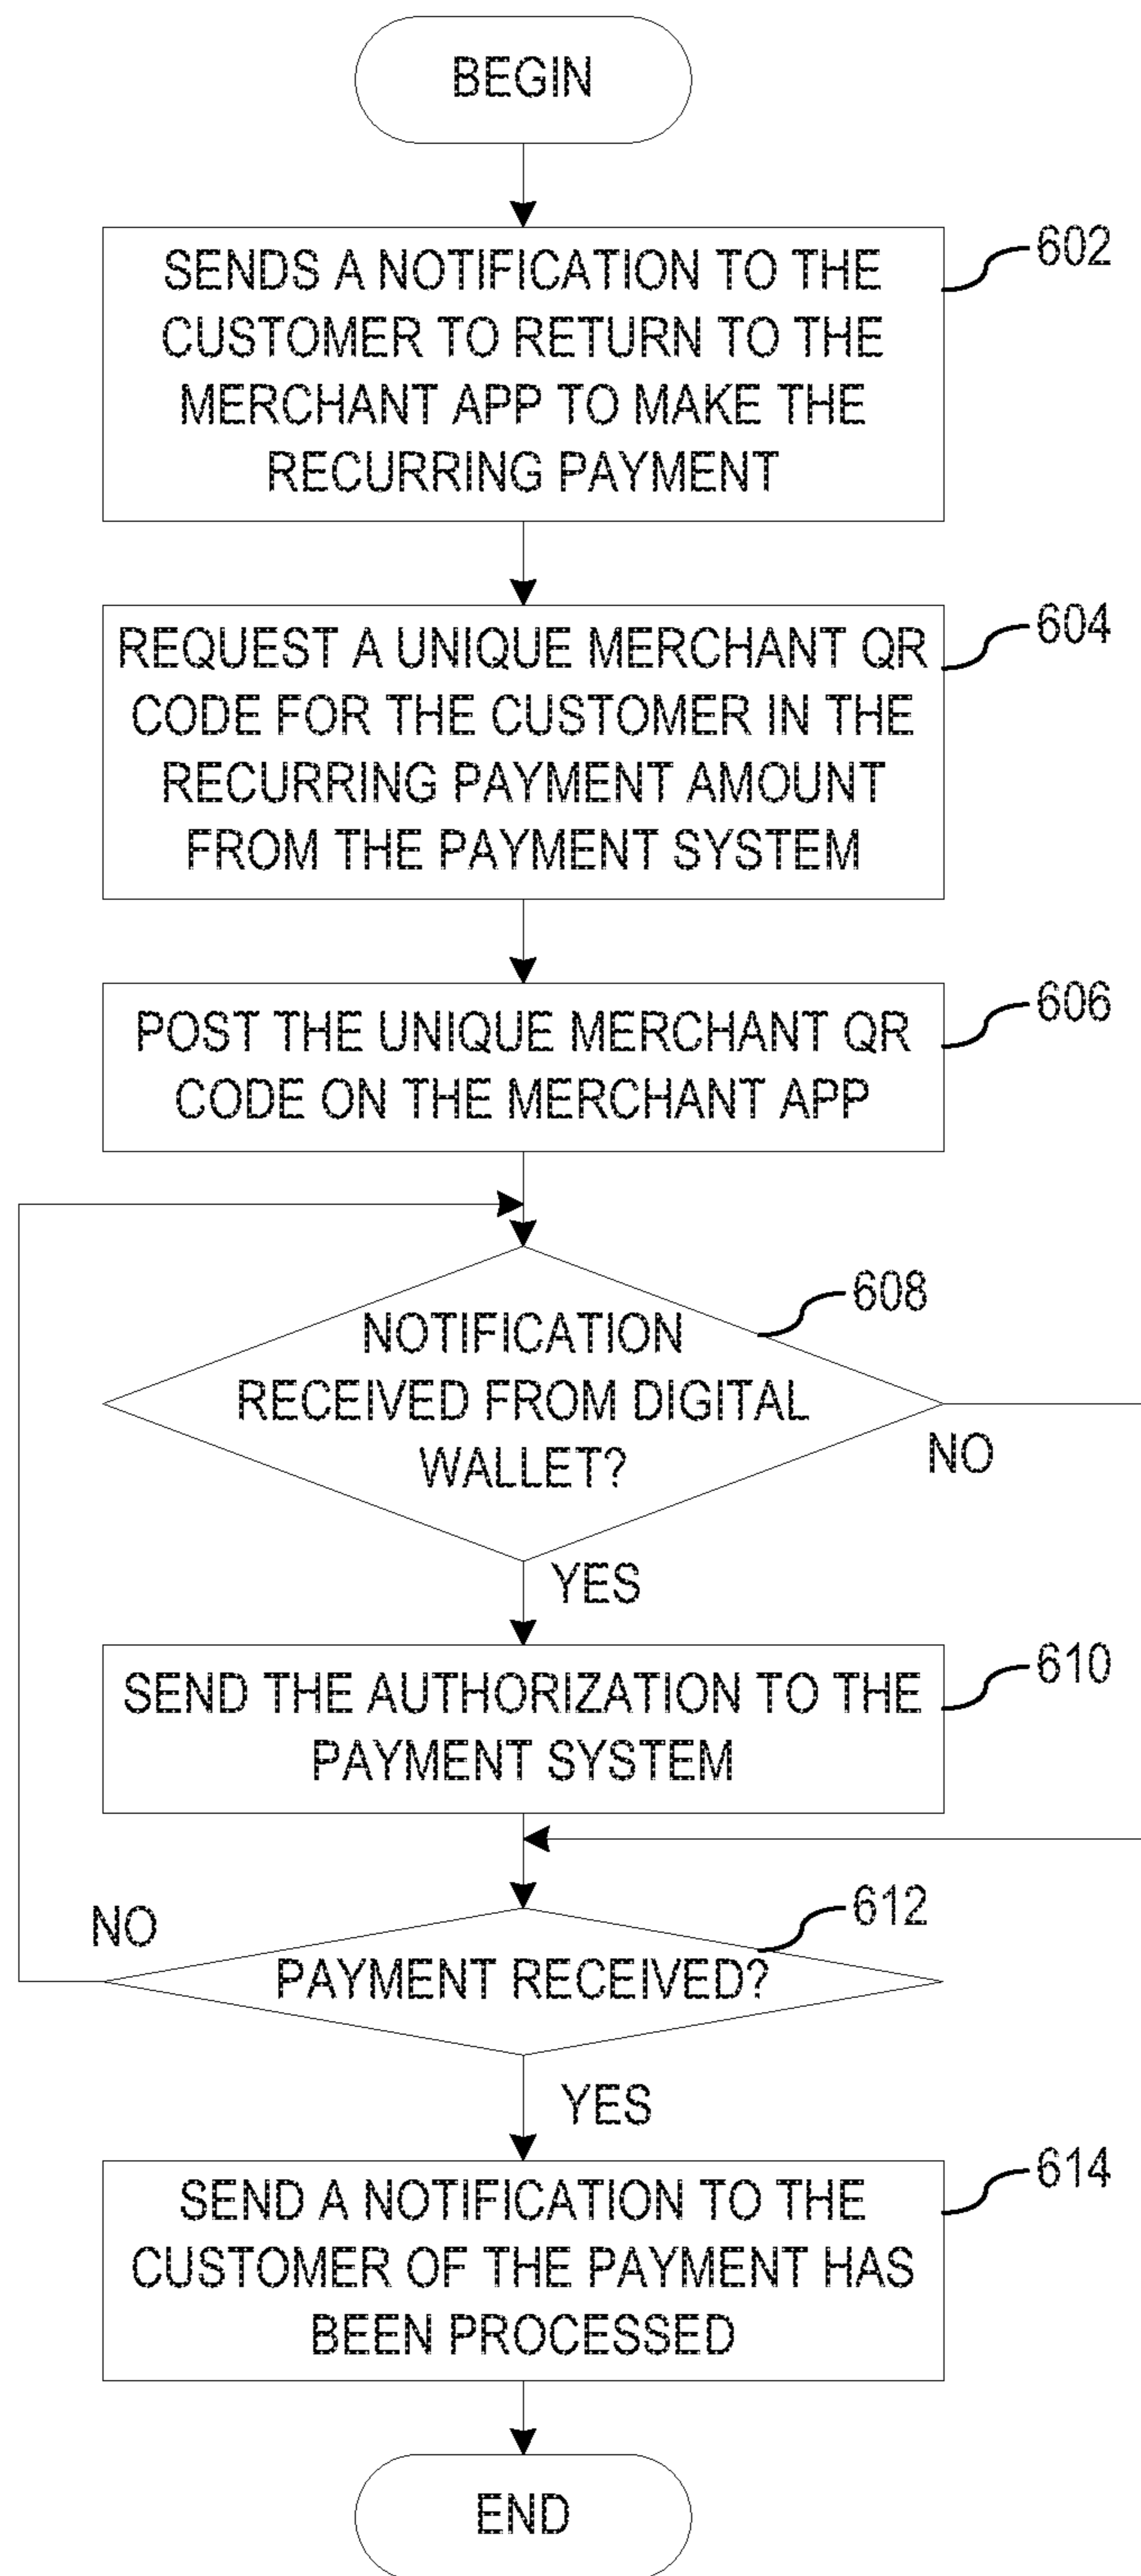 BEGIN
SENDS A NOTIFICATION TO THE
CUSTOMER TO RETURN TO THE
MERCHANT APP TO MAKE THE
RECURRING PAYMENT
602
REQUEST A UNIQUE MERCHANT QR
CODE FOR THE CUSTOMER IN THE
RECURRING PAYMENT AMOUNT
FROM THE PAYMENT SYSTEM
604
POST THE UNIQUE MERCHANT QR
CODE ON THE MERCHANT APP
606
NOTIFICATION
RECEIVED FROM DIGITAL
WALLET?
608
NO
YES
SEND THE AUTHORIZATION TO THE
PAYMENT SYSTEM
610
NO
PAYMENT RECEIVED?
612
YES
SEND A NOTIFICATION TO THE
CUSTOMER OF THE PAYMENT HAS
BEEN PROCESSED
614
END